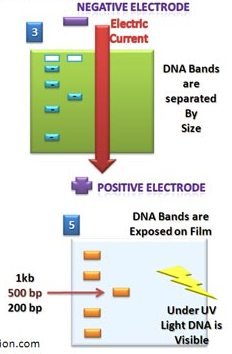 NEGATIVE ELECTRODE
3
Electric
Current
DNA Bands
are
separated
By
Size
POSITIVE ELECTRODE
5
DNA Bands are
Exposed on Film
1kb
500 bp
200 bp
Under UV
Light DNA is
Visible
ion.com